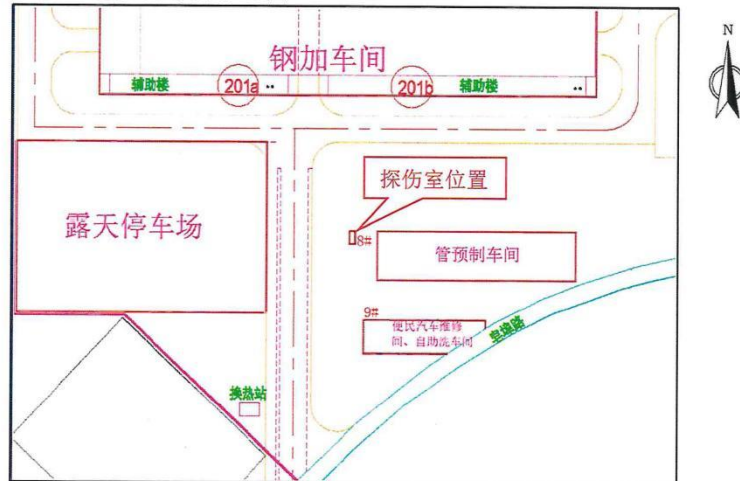 N
钢加车间
辅助楼
201a
201b
辅助楼
探伤室位置
露天停车场
8#
管预制车间
9#
便民汽车维修
间、自助洗车间
换热站